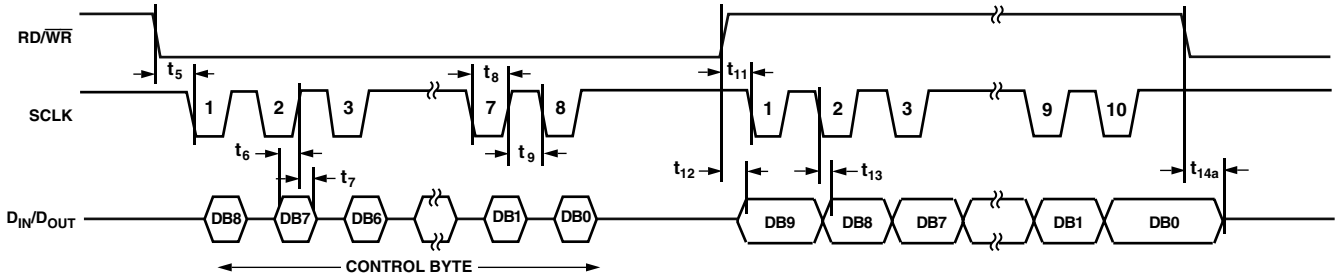 RD/WR
t5 t8 t11
SCLK 1 2 3 7 8 1 2 3 9 10
t6 t9
t7 t12 t13 t14a
DIN/DOUT DB8 DB7 DB6 DB1 DB0 DB9 DB8 DB7 DB1 DB0
CONTROL BYTE